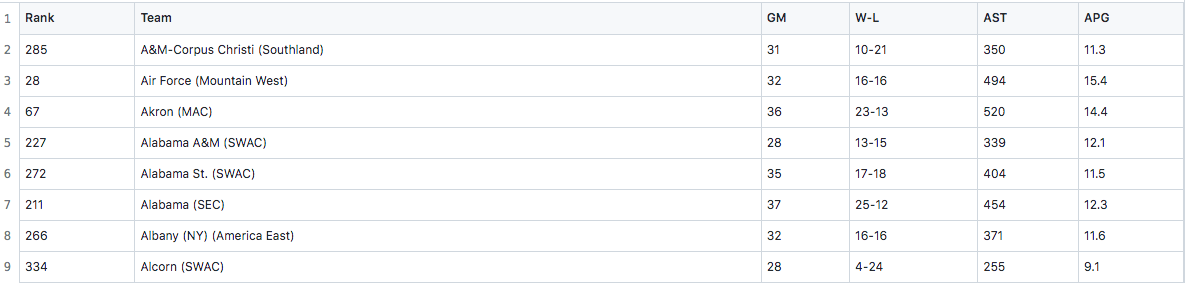 1 Rank Team GM W-L AST APG
2 285 A&M-Corpus Christi (Southland) 31 10-21 350 11.3
3 28 Air Force (Mountain West) 32 16-16 494 15.4
4 67 Akron (MAC) 36 23-13 520 14.4
5 227 Alabama A&M (SWAC) 28 13-15 339 12.1
6 272 Alabama St. (SWAC) 35 17-18 404 11.5
7 211 Alabama (SEC) 37 25-12 454 12.3
8 266 Albany (NY) (America East) 32 16-16 371 11.6
9 334 Alcorn (SWAC) 28 4-24 255 9.1